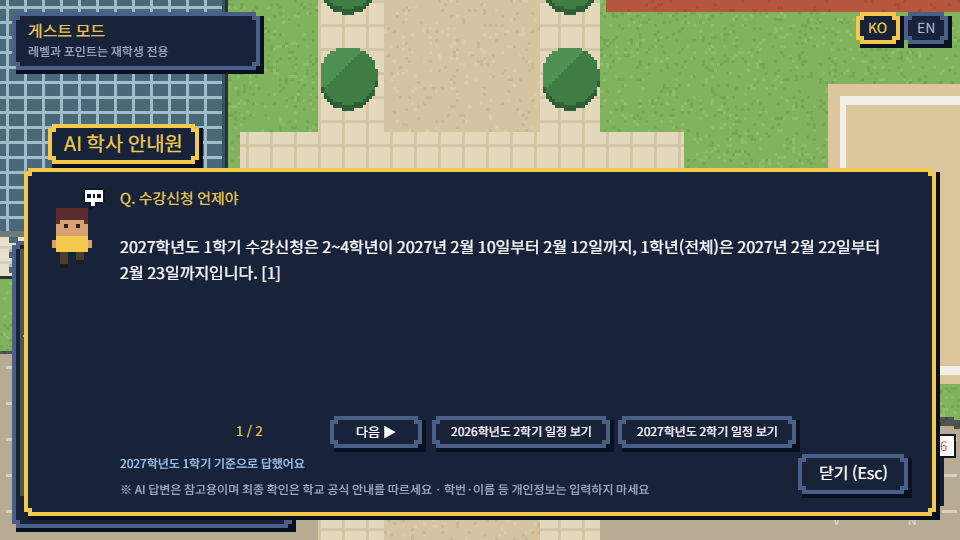 게스트 모드
레벨과 포인트는 재학생 전용
KO
EN
AI 학사 안내원
Q. 수강신청 언제야
2027학년도 1학기 수강신청은 2~4학년이 2027년 2월 10일부터 2월 12일까지, 1학년(전체)은 2027년 2월 22일부터
2월 23일까지입니다. [1]
1 / 2
다음 ▶
2026학년도 2학기 일정 보기
2027학년도 2학기 일정 보기
2027학년도 1학기 기준으로 답했어요
※ AI 답변은 참고용이며 최종 확인은 학교 공식 안내를 따르세요 · 학번·이름 등 개인정보는 입력하지 마세요
닫기 (Esc)
6